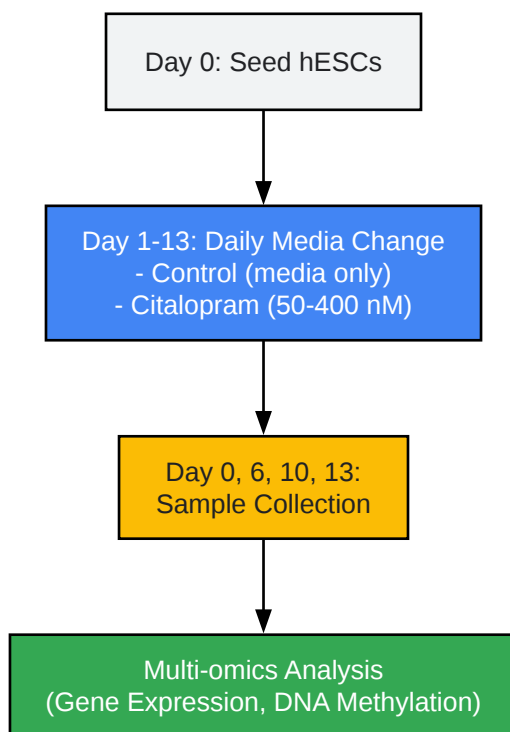 Day 0: Seed hESCs
Day 1-13: Daily Media Change
- Control (media only)
- Citalopram (50-400 nM)
Day 0, 6, 10, 13:
Sample Collection
Multi-omics Analysis
(Gene Expression, DNA Methylation)